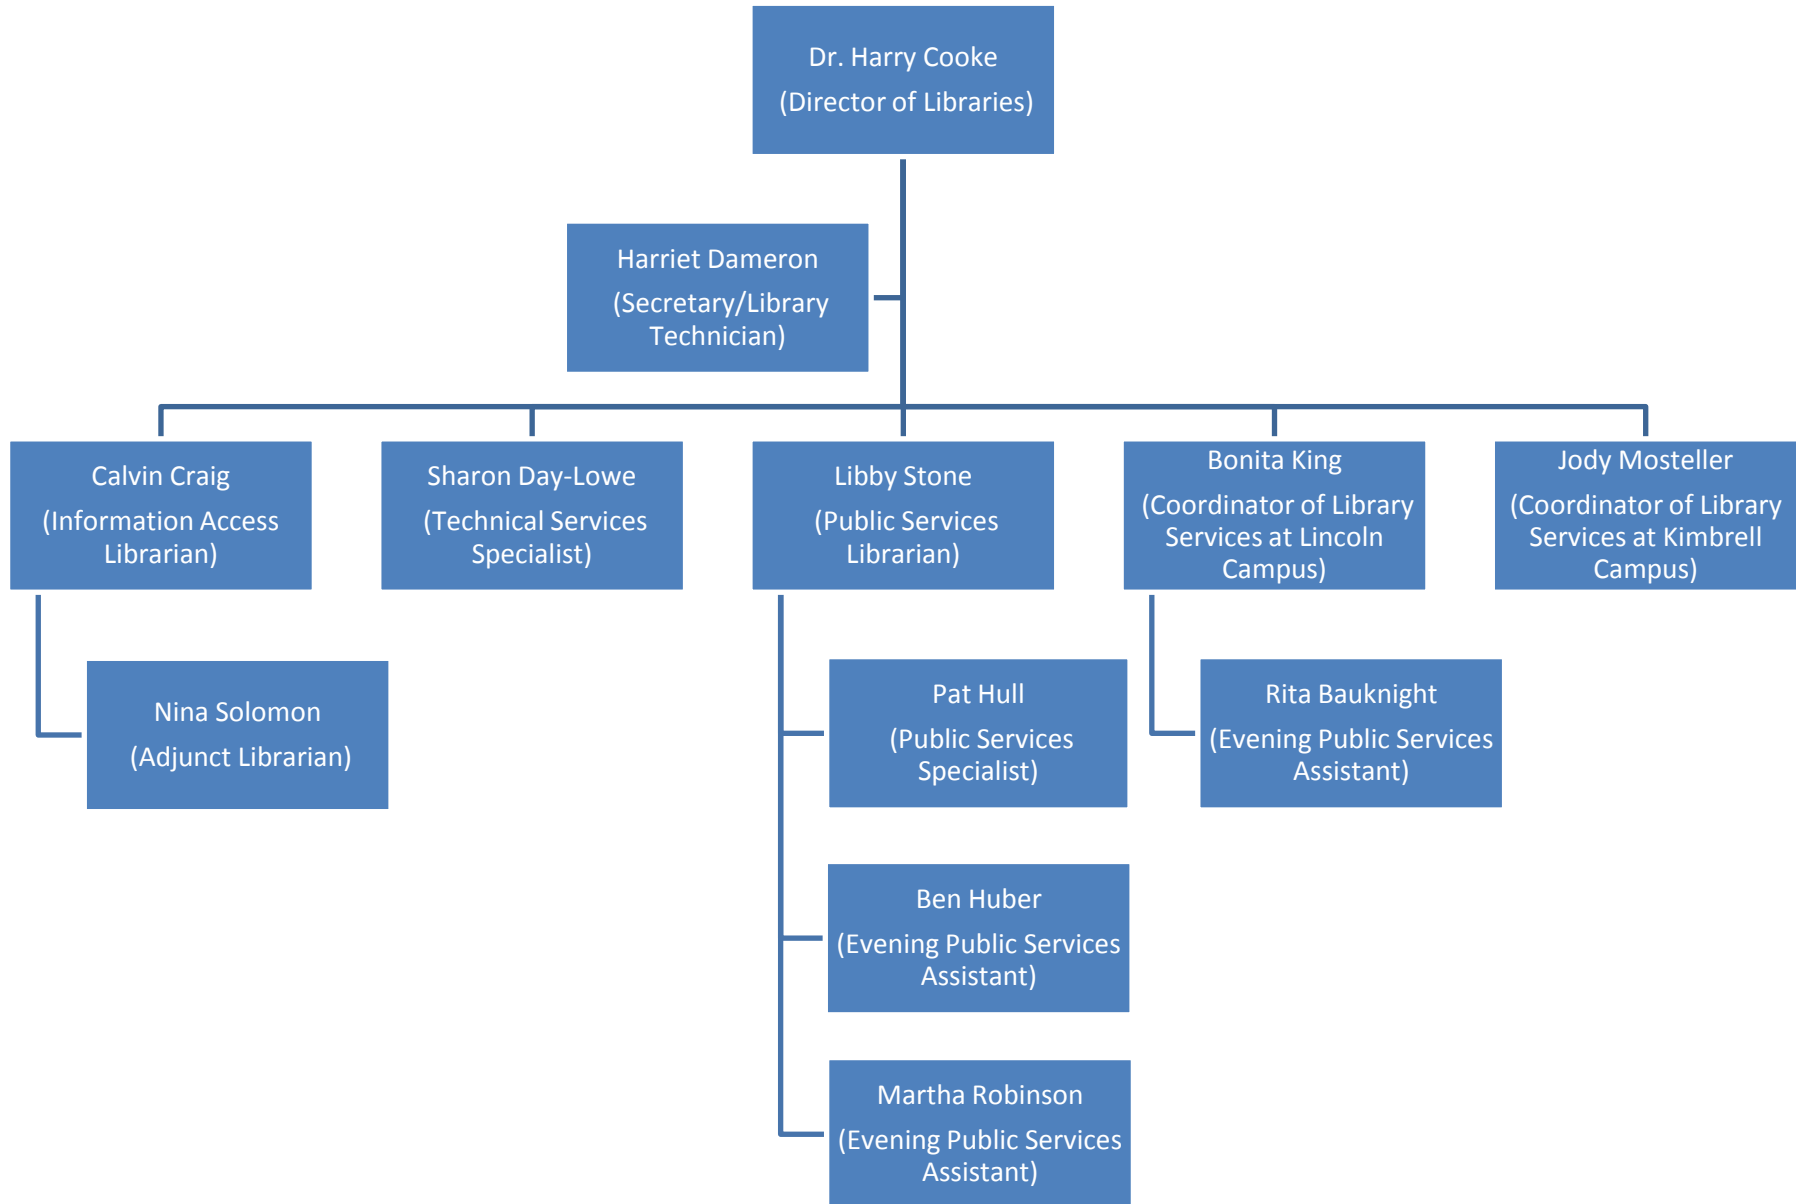 Dr. Harry Cooke
(Director of Libraries)
Harriet Dameron
(Secretary/Library
Technician)
Calvin Craig
(Information Access
Librarian)
Sharon Day-Lowe
(Technical Services
Specialist)
Libby Stone
(Public Services
Librarian)
Bonita King
(Coordinator of Library
Services at Lincoln
Campus)
Jody Mosteller
(Coordinator of Library
Services at Kimbrell
Campus)
Nina Solomon
(Adjunct Librarian)
Pat Hull
(Public Services
Specialist)
Rita Bauknight
(Evening Public Services
Assistant)
Ben Huber
(Evening Public Services
Assistant)
Martha Robinson
(Evening Public Services
Assistant)